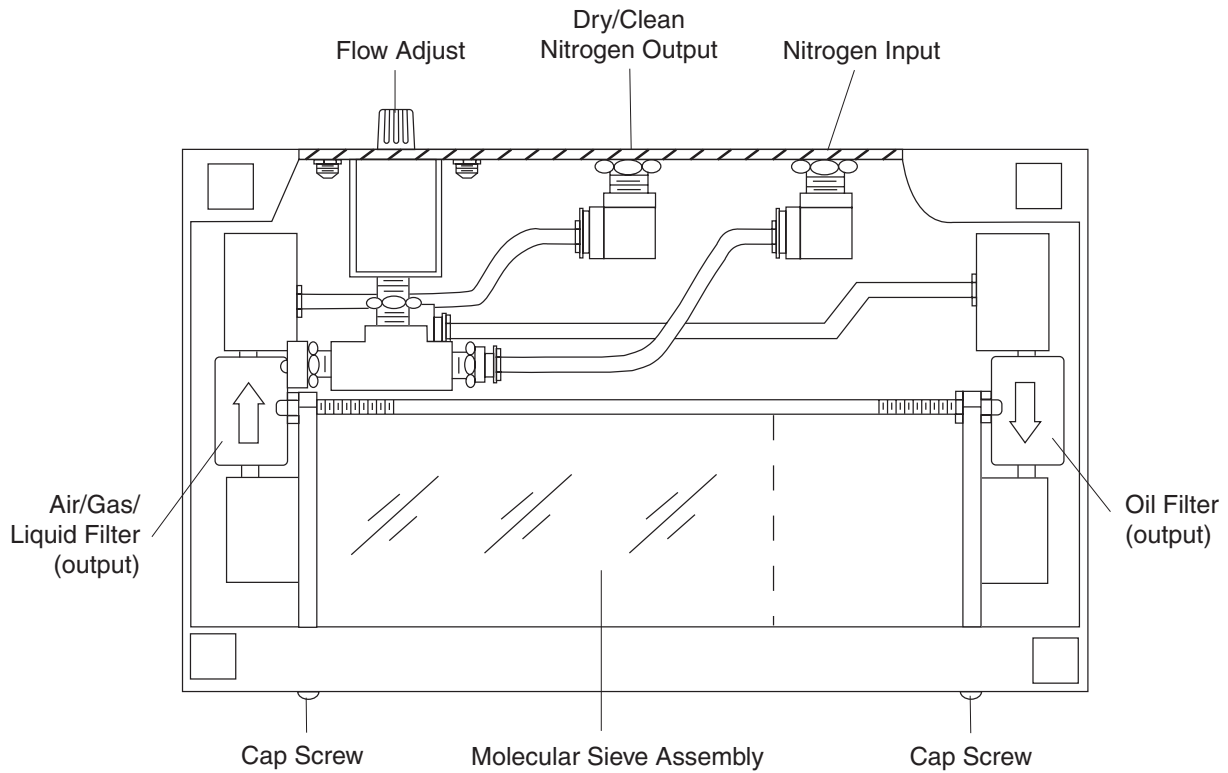 Dry/Clean
Flow Adjust
Nitrogen Output
Nitrogen Input
Air/Gas/
Liquid Filter
(output)
Oil Filter
(output)
Cap Screw
Molecular Sieve Assembly
Cap Screw